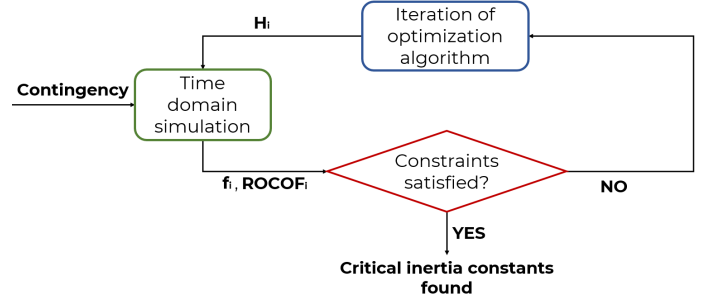 Iteration of
optimization
algorithm
Hᵢ
Contingency
Time
domain
simulation
fᵢ , ROCOFᵢ
Constraints
satisfied?
NO
YES
Critical inertia constants
found